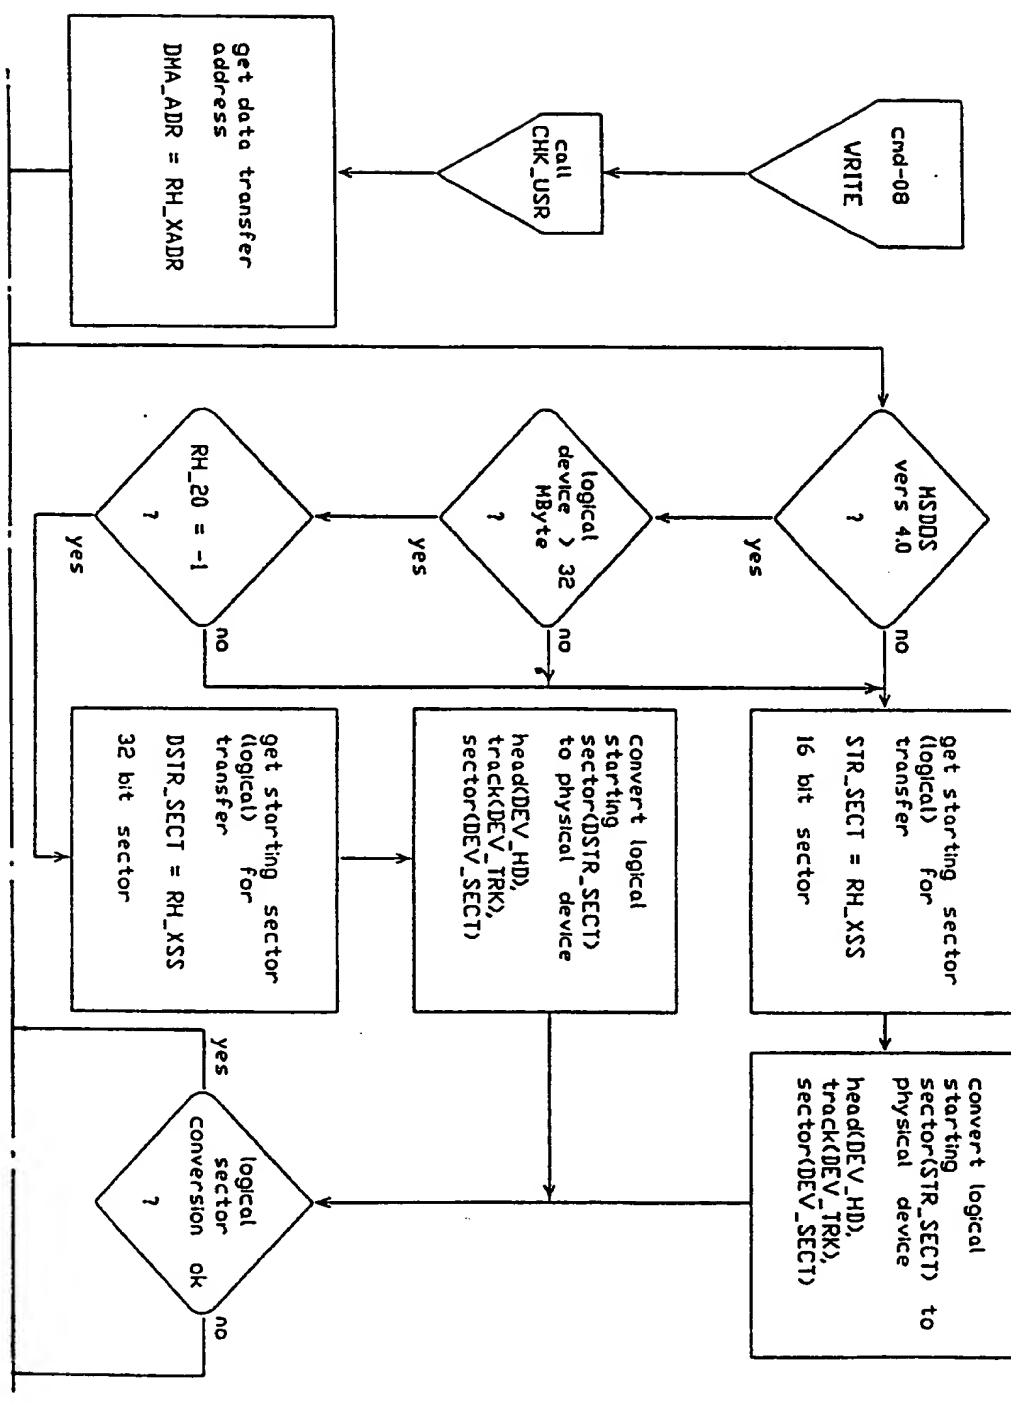 cmd-08
WRITE
call
CHK_USR
get data transfer
address
DMA_ADR = RH_XADR
MSDOS
vers 4.0
?
no
yes
logical
device > 32
MByte
?
no
yes
RH_20 = -1
?
no
yes
get starting sector
(logical) for
transfer
STR_SECT = RH_XSS
16 bit sector
convert logical
starting
sector(DSTR_SECT)
to physical device
head(DEV_HD),
track(DEV_TRK),
sector(DEV_SECT)
get starting sector
(logical) for
transfer
DSTR_SECT = RH_XSS
32 bit sector
convert logical
starting
sector(STR_SECT) to
physical device
head(DEV_HD),
track(DEV_TRK),
sector(DEV_SECT)
logical
sector
conversion ok
?
yes
no